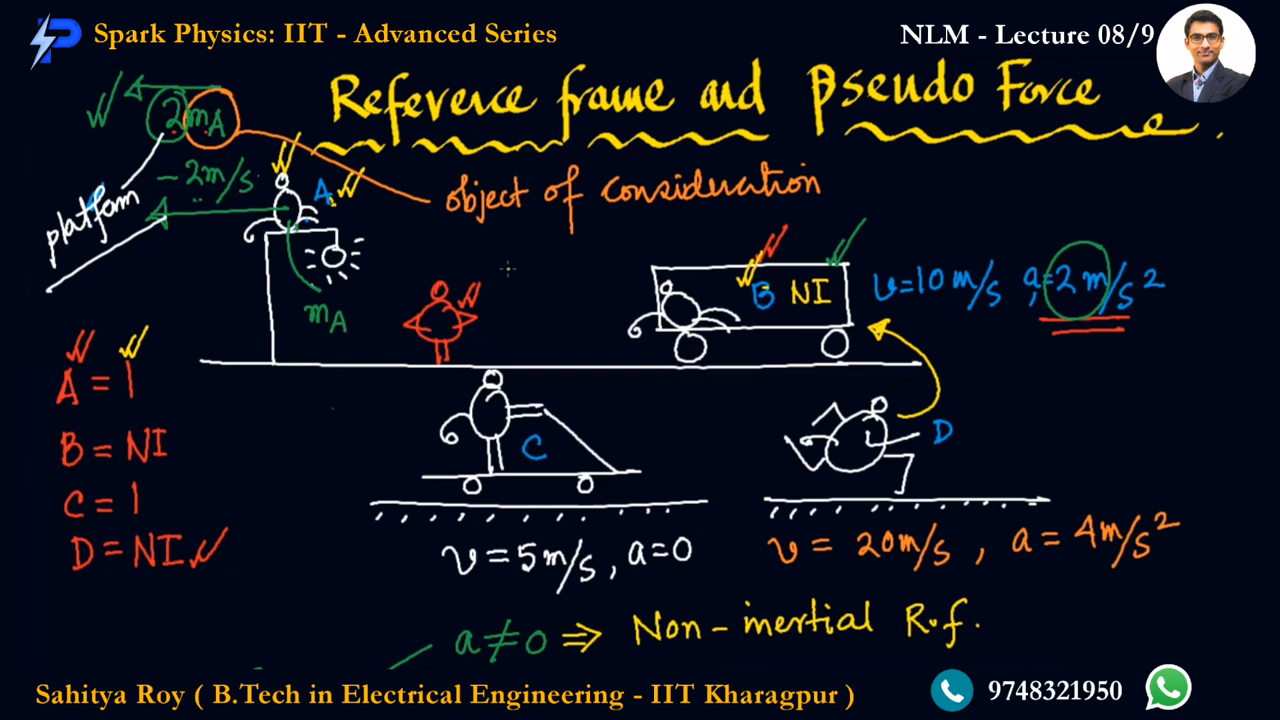 Spark Physics: IIT - Advanced Series
NLM - Lecture 08/9
Reference frame and Pseudo Force
2mA
- 2m/s
A
platform
object of consideration
mA
B NI
v=10m/s a=2m/s²
A = 1
B = NI
C = 1
D = NI
C
D
v=5m/s, a=0
v = 20m/s, a = 4m/s²
a≠0 ⇒ Non-inertial R.f.
Sahitya Roy ( B.Tech in Electrical Engineering - IIT Kharagpur )
9748321950